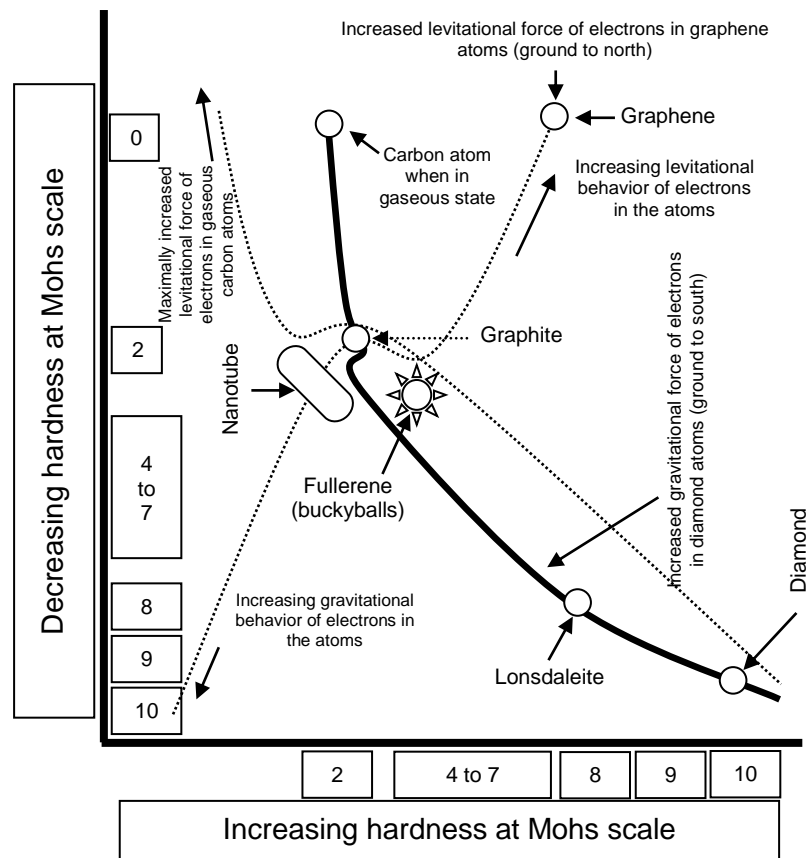 Increased levitational force of electrons in graphene
atoms (ground to north)
Graphene
Carbon atom
when in
gaseous state
Increasing levitational
behavior of electrons
in the atoms
Maximally increased
levitational force of
electrons in gaseous
carbon atoms
Decreasing hardness at Mohs scale
0
2
4
to
7
8
9
10
Graphite
Nanotube
Fullerene
(buckyballs)
Increased gravitational force of electrons
in diamond atoms (ground to south)
Diamond
Increasing gravitational
behavior of electrons in
the atoms
Lonsdaleite
2
4 to 7
8
9
10
Increasing hardness at Mohs scale